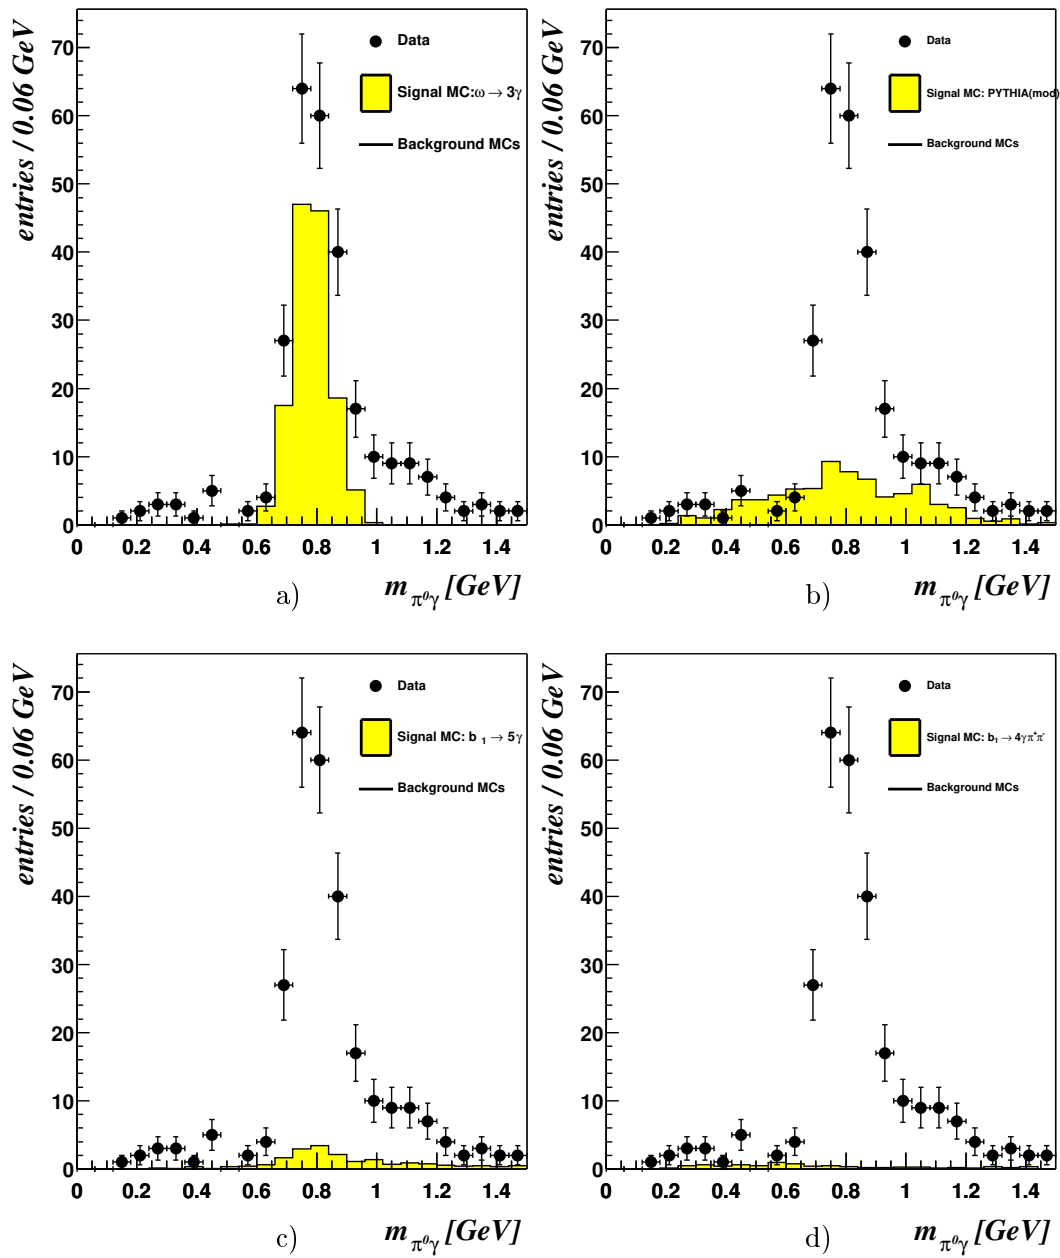 entries / 0.06 GeV
70
60
50
40
30
20
10
0
Data
Signal MC:ω → 3γ
Background MCs
0 0.2 0.4 0.6 0.8 1 1.2 1.4
m π⁰γ [GeV]
a)
entries / 0.06 GeV
70
60
50
40
30
20
10
0
Data
Signal MC: PYTHIA(mod)
Background MCs
0 0.2 0.4 0.6 0.8 1 1.2 1.4
m π⁰γ [GeV]
b)
entries / 0.06 GeV
70
60
50
40
30
20
10
0
Data
Signal MC: b 1 → 5γ
Background MCs
0 0.2 0.4 0.6 0.8 1 1.2 1.4
m π⁰γ [GeV]
c)
entries / 0.06 GeV
70
60
50
40
30
20
10
0
Data
Signal MC: b1 → 4γπ⁺π⁻
Background MCs
0 0.2 0.4 0.6 0.8 1 1.2 1.4
m π⁰γ [GeV]
d)